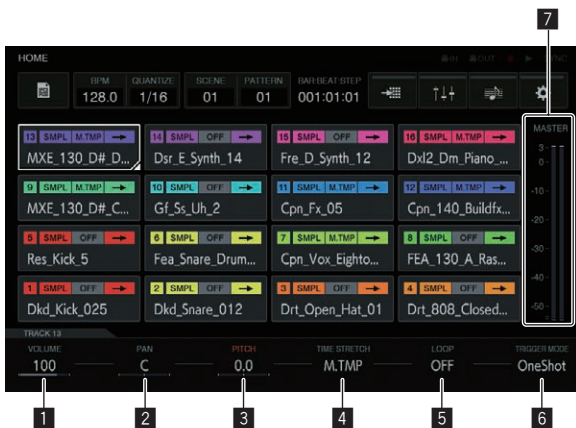 7
HOME IN OUT SYNC
BPM QUANTIZE SCENE PATTERN BAR:BEAT:STEP
128.0 1/16 01 01 001:01:01
MASTER
13 SMPL M.TMP 14 SMPL OFF 15 SMPL OFF 16 SMPL M.TMP
MXE_130_D#_D... Dsr_E_Synth_14 Fre_D_Synth_12 Dxl2_Dm_Piano_...
9 SMPL M.TMP 10 SMPL OFF 11 SMPL M.TMP 12 SMPL M.TMP
MXE_130_D#_C... Gf_Ss_Uh_2 Cpn_Fx_05 Cpn_140_Buildfx...
5 SMPL OFF 6 SMPL OFF 7 SMPL M.TMP 8 SMPL OFF
Res_Kick_5 Fea_Snare_Drum... Cpn_Vox_Eighto... FEA_130_A_Ras...
1 SMPL OFF 2 SMPL OFF 3 SMPL OFF 4 SMPL OFF
Dkd_Kick_025 Dkd_Snare_012 Drt_Open_Hat_01 Drt_808_Closed...
3
0
-10
-20
-30
-40
-50
TRACK 13
VOLUME PAN PITCH TIME STRETCH LOOP TRIGGER MODE
100 C 0.0 M.TMP OFF OneShot
1 2 3 4 5 6